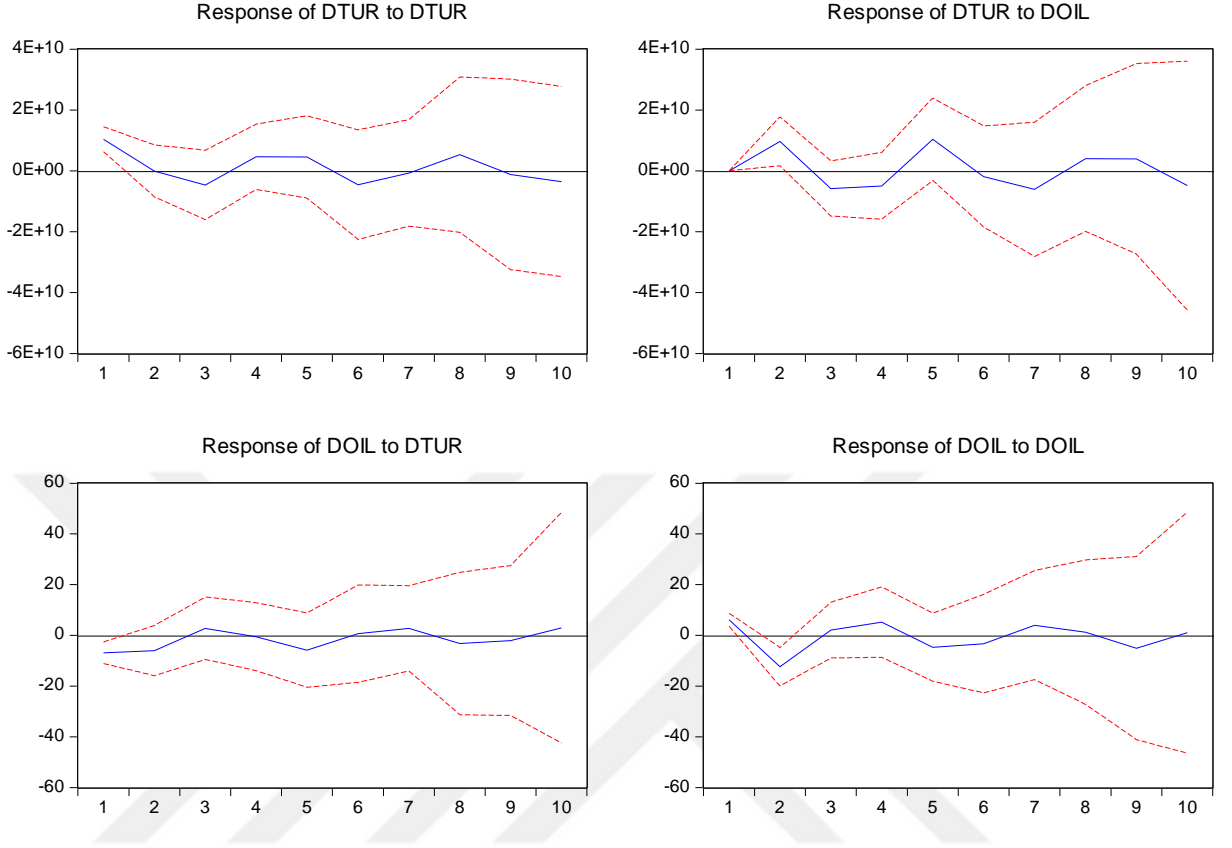 Response of DTUR to DTUR
4E+10
2E+10
0E+00
-2E+10
-4E+10
-6E+10
1 2 3 4 5 6 7 8 9 10
Response of DTUR to DOIL
4E+10
2E+10
0E+00
-2E+10
-4E+10
-6E+10
1 2 3 4 5 6 7 8 9 10
Response of DOIL to DTUR
60
40
20
0
-20
-40
-60
1 2 3 4 5 6 7 8 9 10
Response of DOIL to DOIL
60
40
20
0
-20
-40
-60
1 2 3 4 5 6 7 8 9 10